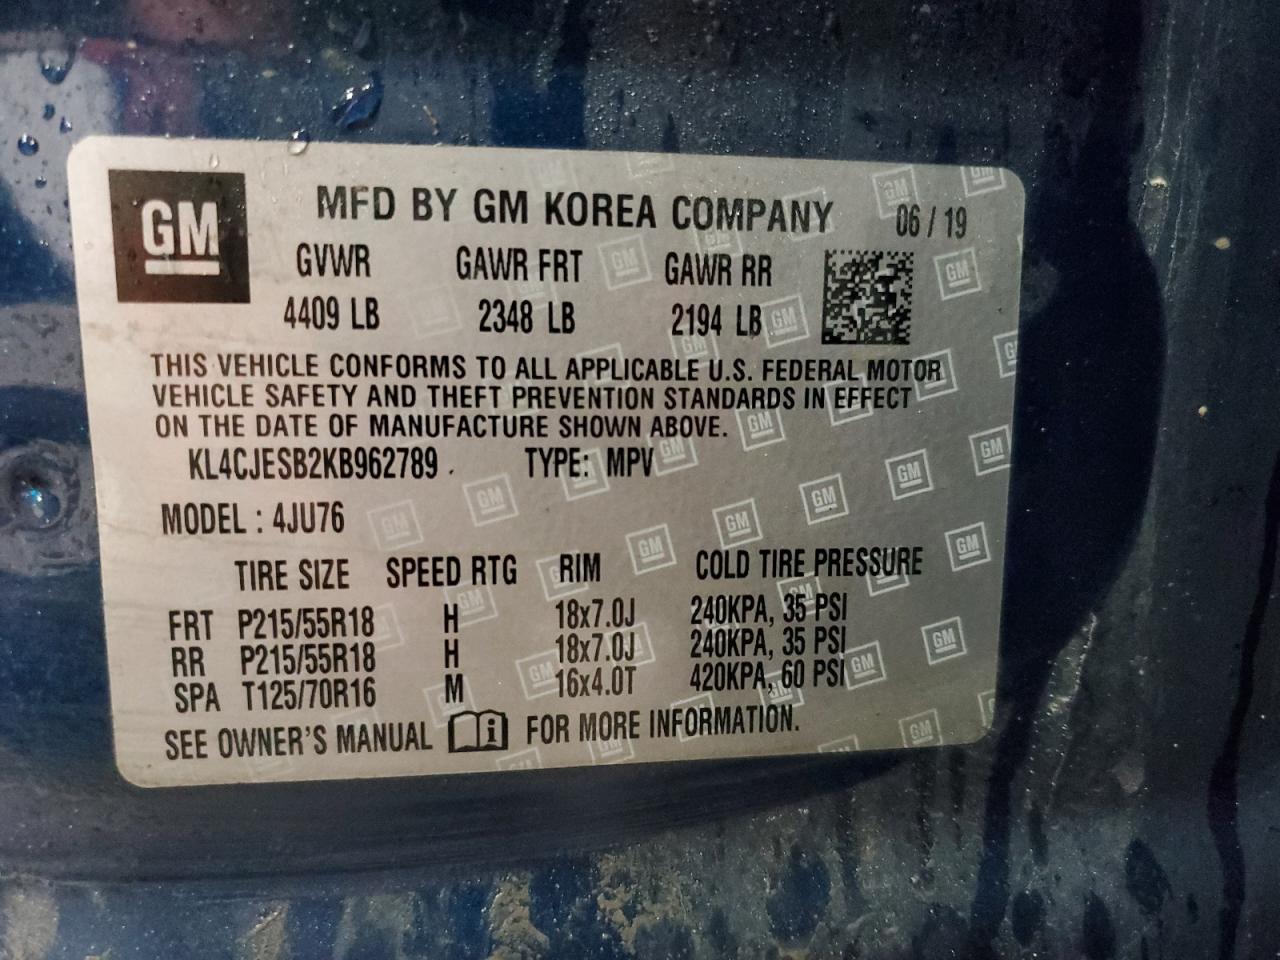 GM
MFD BY GM KOREA COMPANY 06 / 19
GVWR GAWR FRT GAWR RR
4409 LB 2348 LB 2194 LB
THIS VEHICLE CONFORMS TO ALL APPLICABLE U.S. FEDERAL MOTOR
VEHICLE SAFETY AND THEFT PREVENTION STANDARDS IN EFFECT
ON THE DATE OF MANUFACTURE SHOWN ABOVE.
KL4CJESB2KB962789 . TYPE: MPV
MODEL : 4JU76
TIRE SIZE SPEED RTG RIM COLD TIRE PRESSURE
FRT P215/55R18 H 18x7.0J 240KPA, 35 PSI
RR P215/55R18 H 18x7.0J 240KPA, 35 PSI
SPA T125/70R16 M 16x4.0T 420KPA, 60 PSI
SEE OWNER'S MANUAL i FOR MORE INFORMATION.